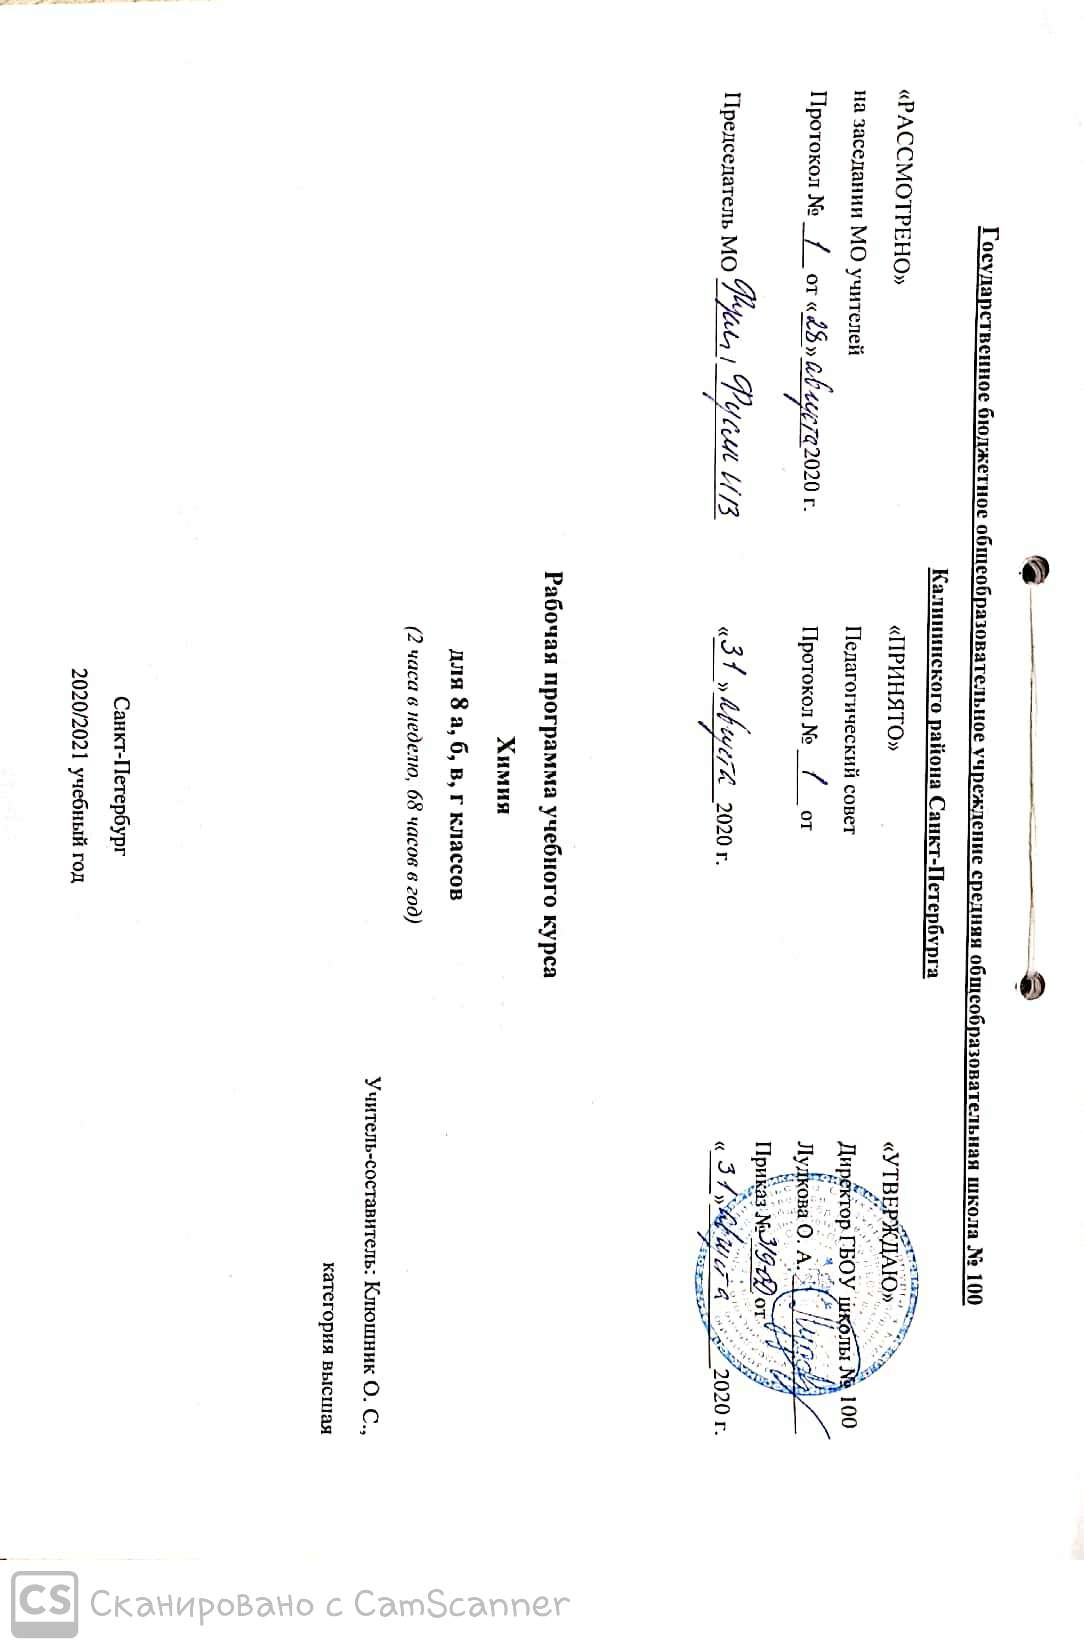 Государственное бюджетное общеобразовательное учреждение средняя общеобразовательная школа № 100
Калининского района Санкт-Петербурга
«РАССМОТРЕНО»
на заседании МО учителей
Протокол № 1 от «28» августа 2020 г.
Председатель МО
«ПРИНЯТО»
Педагогический совет
Протокол № 1 от
«31» августа 2020 г.
«УТВЕРЖДАЮ»
Директор ГБОУ школы № 100
Лудкова О. А.
Приказ № от
«31» августа 2020 г.
Рабочая программа учебного курса
Химия
для 8 а, б, в, г классов
(2 часа в неделю, 68 часов в год)
Учитель-составитель: Клюшник О. С.,
категория высшая
Санкт-Петербург
2020/2021 учебный год
CS Сканировано с CamScanner